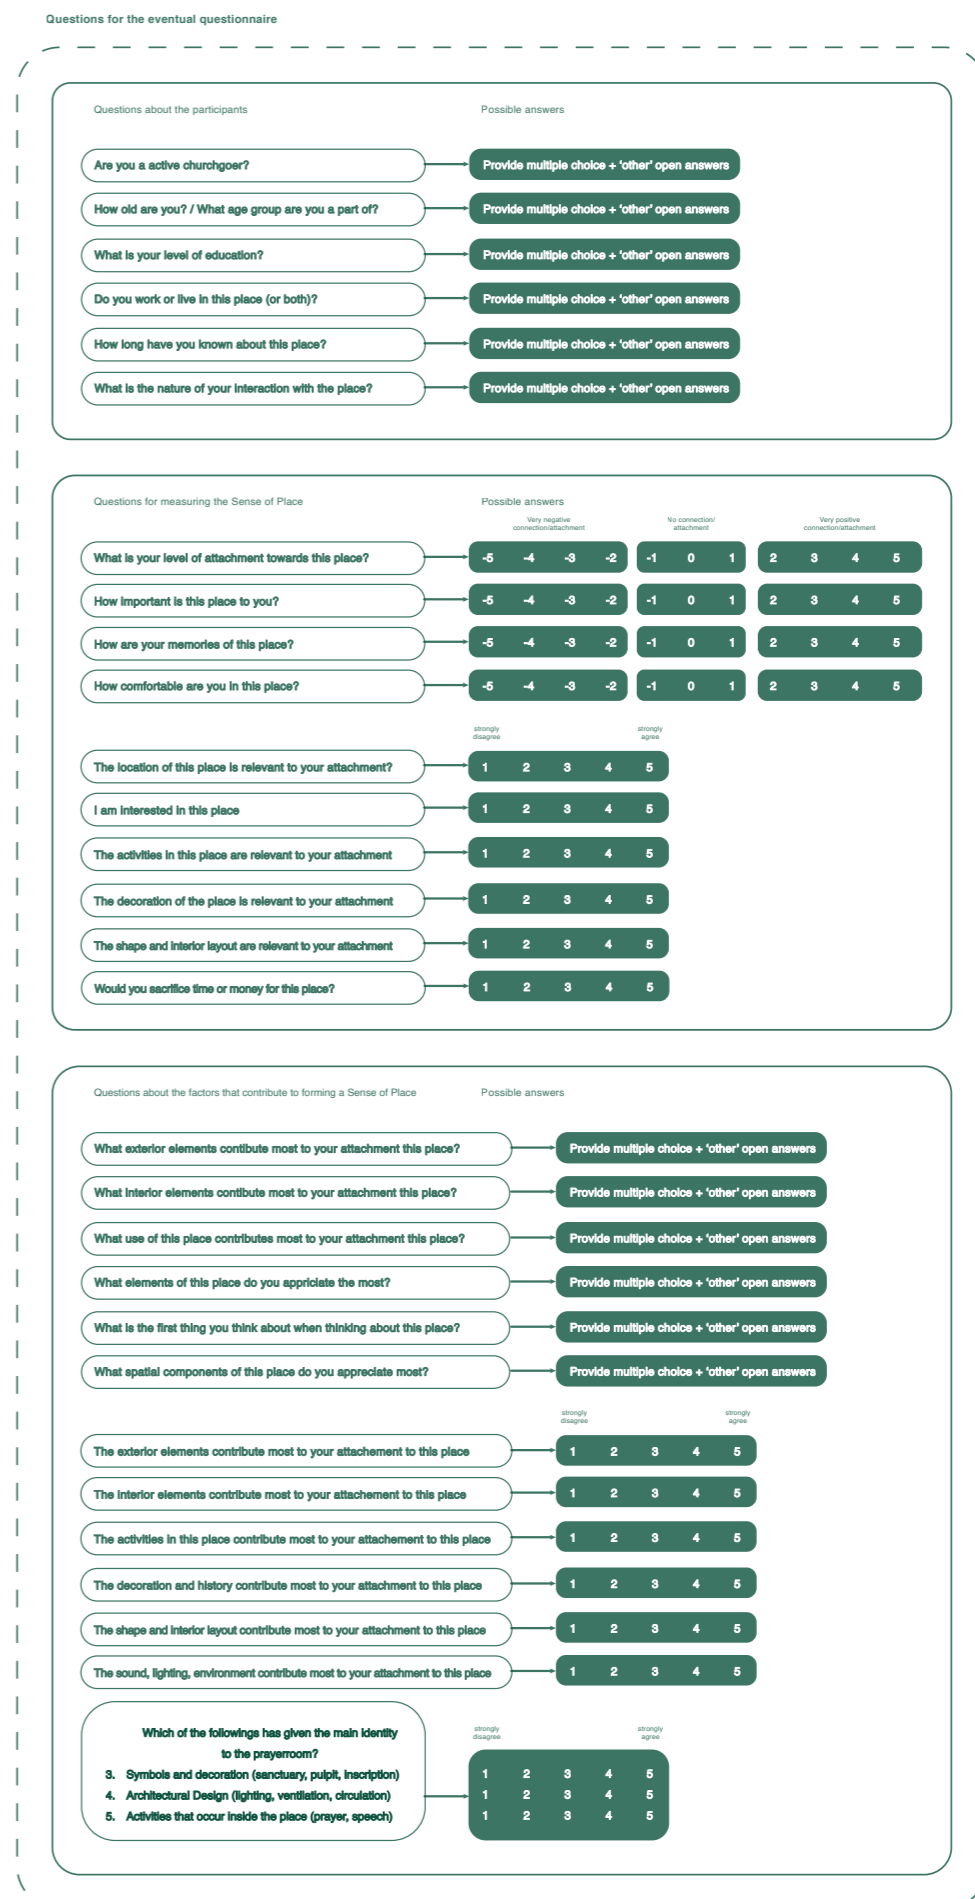 Questions for the eventual questionnaire
Questions about the participants
Possible answers
Are you a active churchgoer?
Provide multiple choice + ‘other’ open answers
How old are you? / What age group are you a part of?
Provide multiple choice + ‘other’ open answers
What is your level of education?
Provide multiple choice + ‘other’ open answers
Do you work or live in this place (or both)?
Provide multiple choice + ‘other’ open answers
How long have you known about this place?
Provide multiple choice + ‘other’ open answers
What is the nature of your interaction with the place?
Provide multiple choice + ‘other’ open answers
Questions for measuring the Sense of Place
Possible answers
Very negative
connection/attachment
No connection/
attachment
Very positive
connection/attachment
What is your level of attachment towards this place?
-5 -4 -3 -2 -1 0 1 2 3 4 5
How important is this place to you?
-5 -4 -3 -2 -1 0 1 2 3 4 5
How are your memories of this place?
-5 -4 -3 -2 -1 0 1 2 3 4 5
How comfortable are you in this place?
-5 -4 -3 -2 -1 0 1 2 3 4 5
strongly
disagree
strongly
agree
The location of this place is relevant to your attachment?
1 2 3 4 5
I am interested in this place
1 2 3 4 5
The activities in this place are relevant to your attachment
1 2 3 4 5
The decoration of the place is relevant to your attachment
1 2 3 4 5
The shape and interior layout are relevant to your attachment
1 2 3 4 5
Would you sacrifice time or money for this place?
1 2 3 4 5
Questions about the factors that contribute to forming a Sense of Place
Possible answers
What exterior elements contibute most to your attachment this place?
Provide multiple choice + ‘other’ open answers
What interior elements contibute most to your attachment this place?
Provide multiple choice + ‘other’ open answers
What use of this place contributes most to your attachment this place?
Provide multiple choice + ‘other’ open answers
What elements of this place do you appriciate the most?
Provide multiple choice + ‘other’ open answers
What is the first thing you think about when thinking about this place?
Provide multiple choice + ‘other’ open answers
What spatial components of this place do you appreciate most?
Provide multiple choice + ‘other’ open answers
strongly
disagree
strongly
agree
The exterior elements contribute most to your attachement to this place
1 2 3 4 5
The interior elements contribute most to your attachement to this place
1 2 3 4 5
The activities in this place contribute most to your attachement to this place
1 2 3 4 5
The decoration and history contribute most to your attachment to this place
1 2 3 4 5
The shape and interior layout contribute most to your attachment to this place
1 2 3 4 5
The sound, lighting, environment contribute most to your attachment to this place
1 2 3 4 5
Which of the followings has given the main identity
to the prayerroom?
3. Symbols and decoration (sanctuary, pulpit, inscription)
4. Architectural Design (lighting, ventilation, circulation)
5. Activities that occur inside the place (prayer, speech)
strongly
disagree
strongly
agree
1 2 3 4 5
1 2 3 4 5
1 2 3 4 5